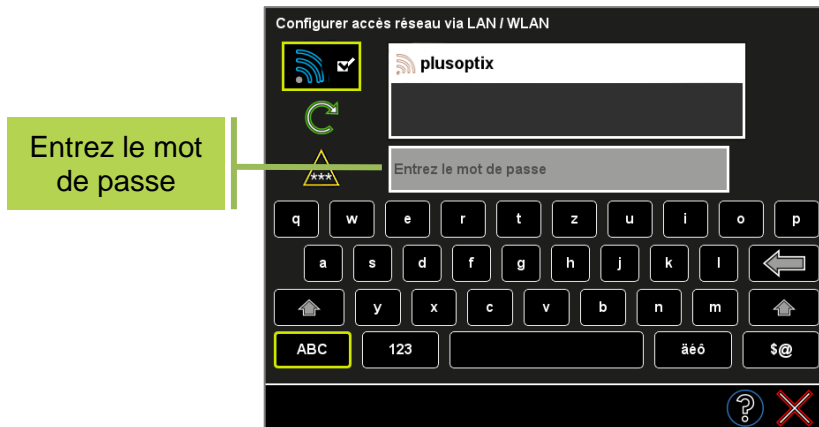 Configurer accès réseau via LAN / WLAN
plusoptix
Entrez le mot
de passe
***
Entrez le mot de passe
q w e r t z u i o p
a s d f g h j k l
y x c v b n m
ABC 123 äéô $@
?